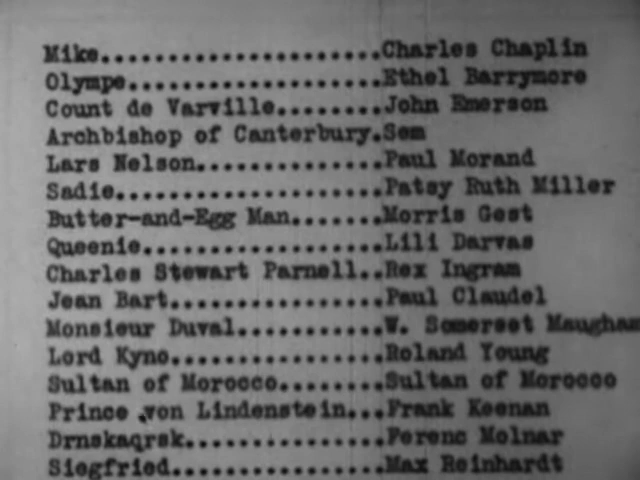 Mike.....................Charles Chaplin
Olympe...................Ethel Barrymore
Count de Varville........John Emerson
Archbishop of Canterbury.Sem
Lars Nelson..............Paul Morand
Sadie....................Patsy Ruth Miller
Butter-and-Egg Man.......Morris Gest
Queenie..................Lili Darvas
Charles Stewart Parnell..Rex Ingram
Jean Bart................Paul Claudel
Monsieur Duval...........W. Somerset Maugham
Lord Kyno................Roland Young
Sultan of Morocco........Sultan of Morocco
Prince von Lindenstein...Frank Keenan
Drnskaqrsk...............Ferenc Molnar
Siegfried................Max Reinhardt